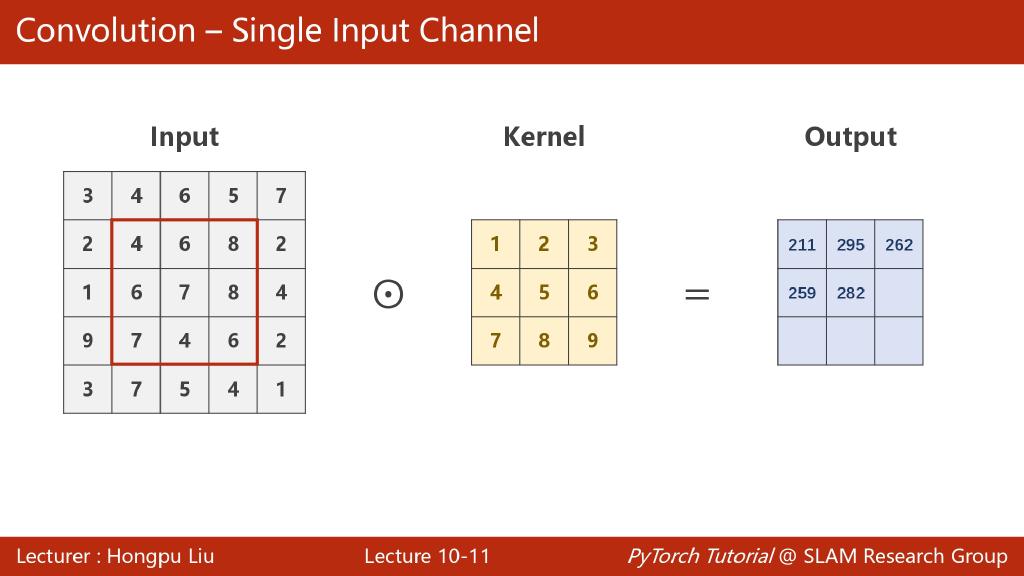 Convolution – Single Input Channel
Input Kernel Output
3 4 6 5 7
2 4 6 8 2
1 6 7 8 4
9 7 4 6 2
3 7 5 4 1
⊙
1 2 3
4 5 6
7 8 9
=
211 295 262
259 282
Lecturer : Hongpu Liu Lecture 10-11 PyTorch Tutorial @ SLAM Research Group